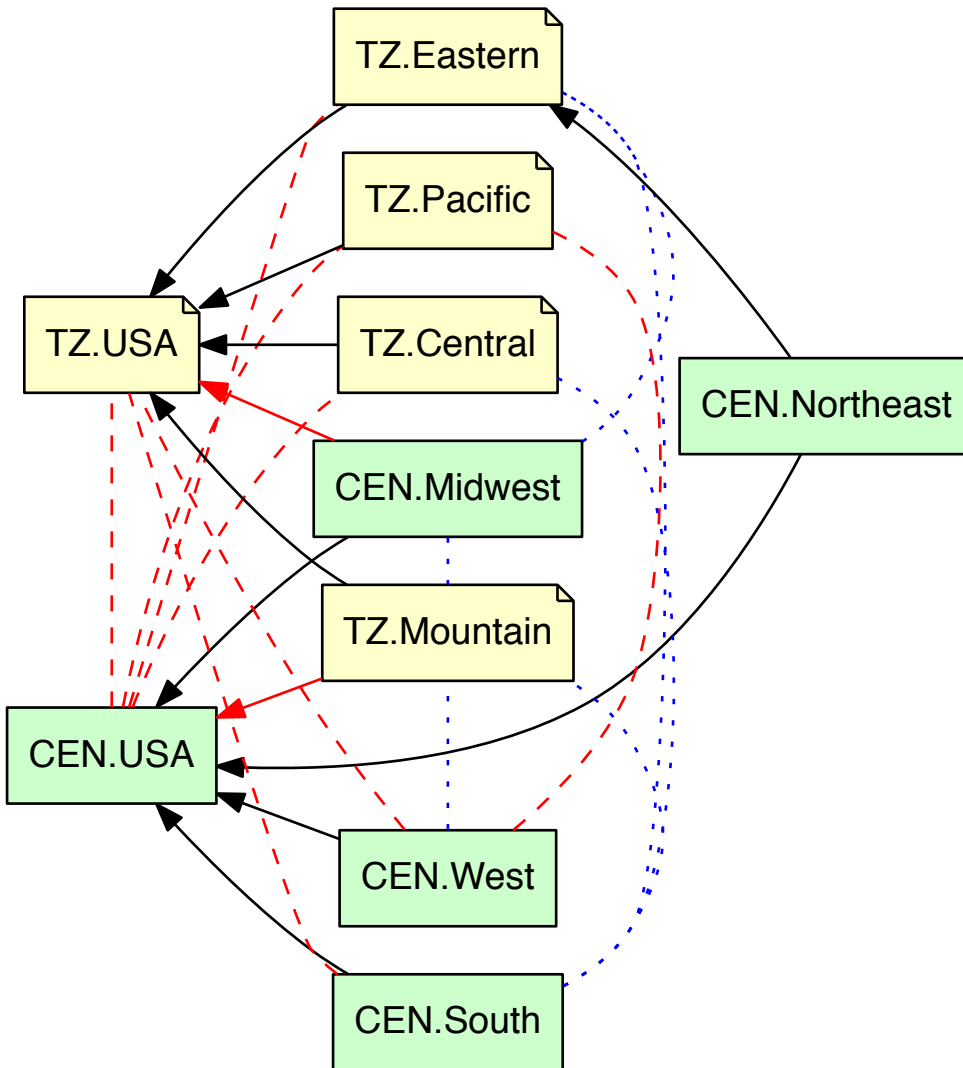 TZ.Eastern
TZ.Pacific
TZ.USA
TZ.Central
CEN.Northeast
CEN.Midwest
TZ.Mountain
CEN.USA
CEN.West
CEN.South